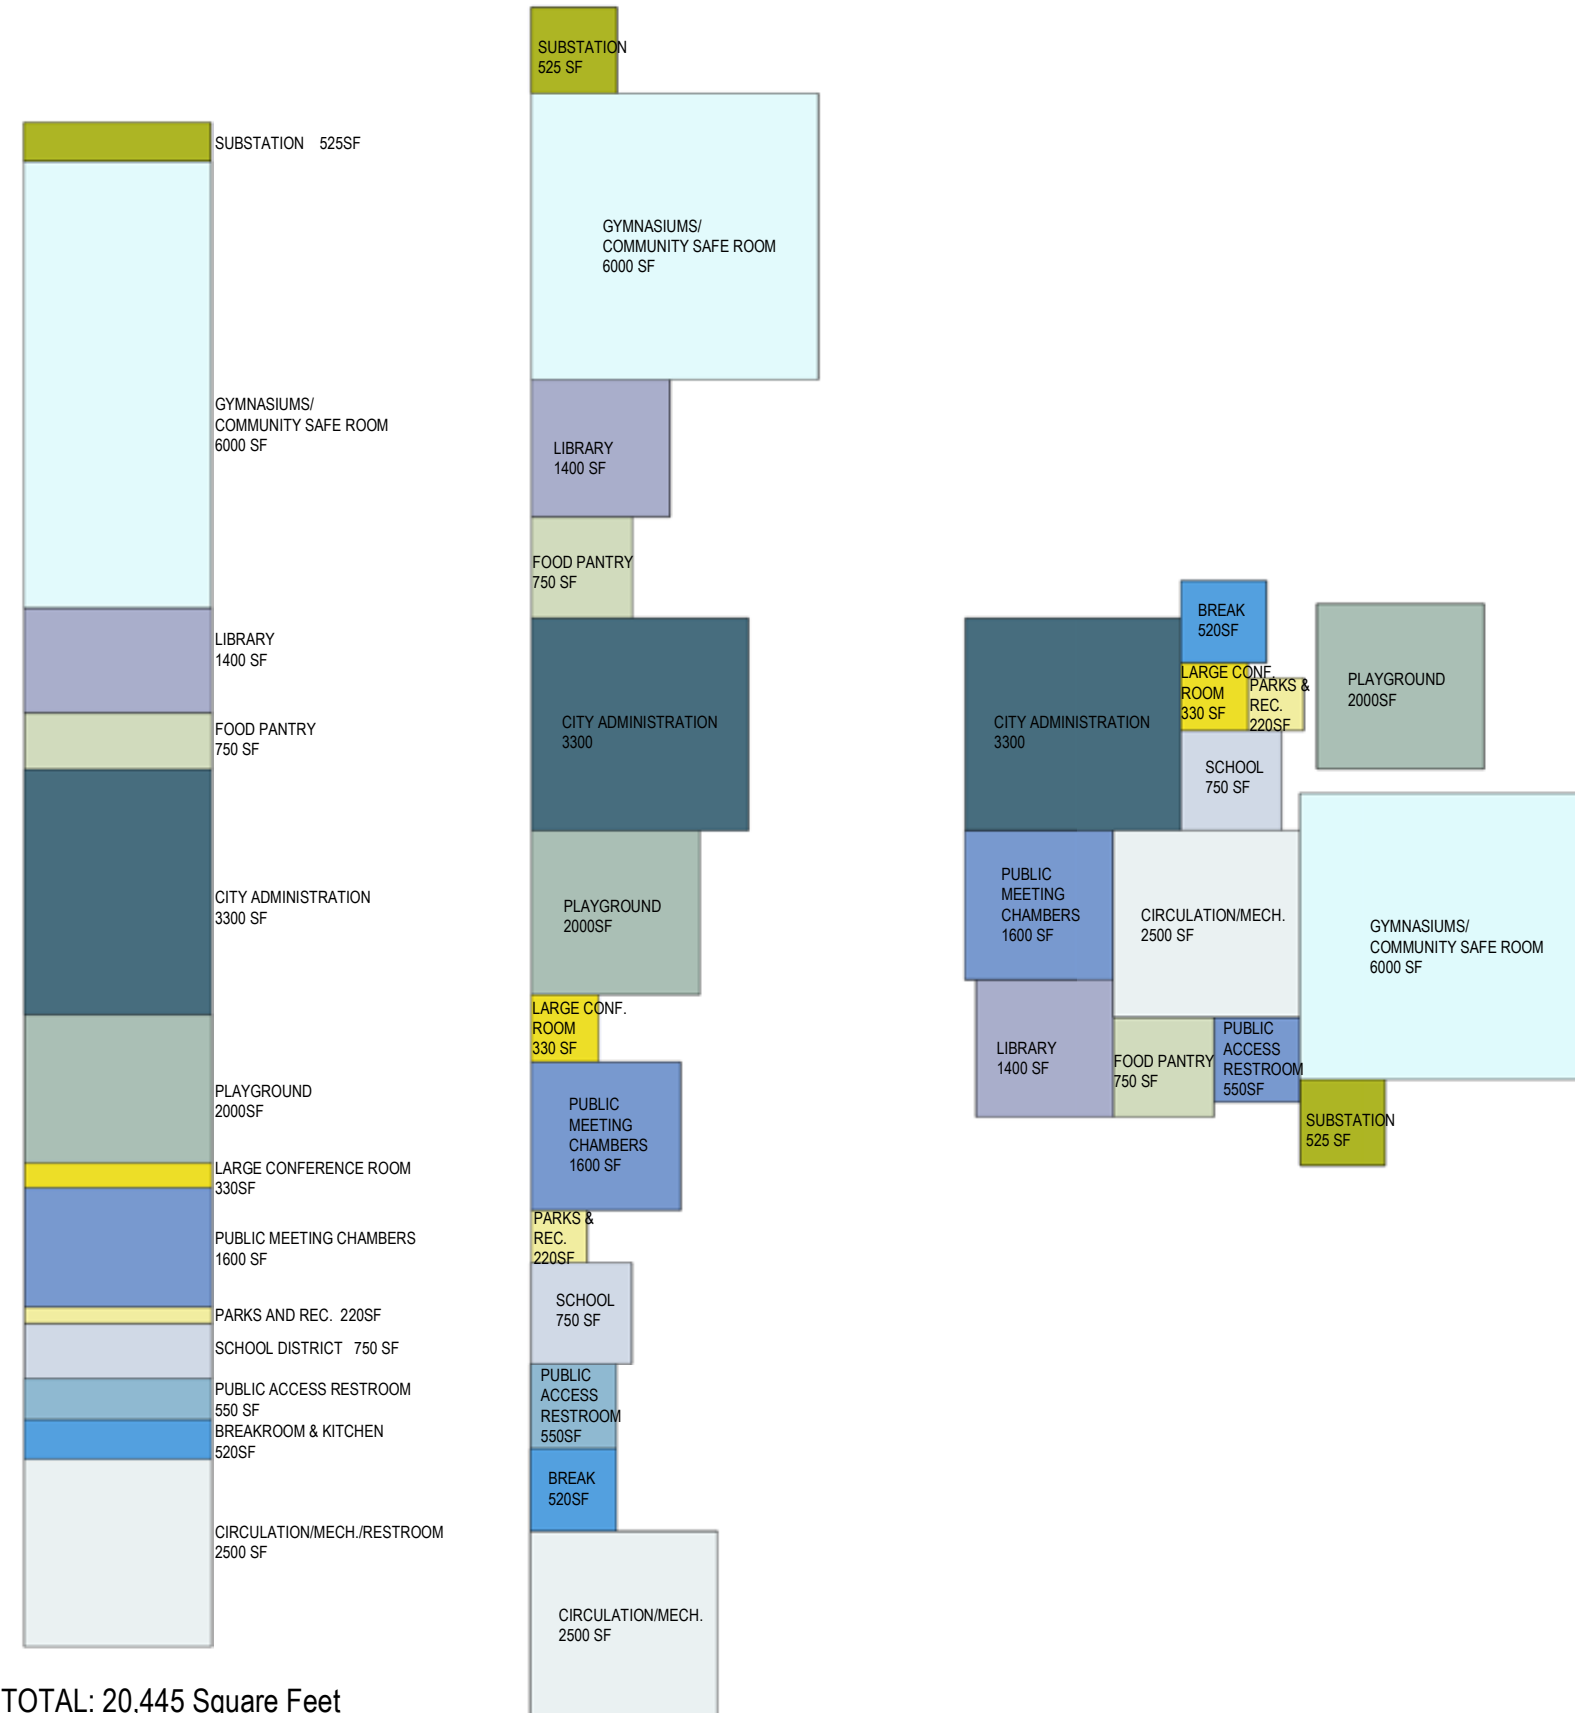 SUBSTATION 525SF
GYMNASIUMS/
COMMUNITY SAFE ROOM
6000 SF
LIBRARY
1400 SF
FOOD PANTRY
750 SF
CITY ADMINISTRATION
3300 SF
PLAYGROUND
2000SF
LARGE CONFERENCE ROOM
330SF
PUBLIC MEETING CHAMBERS
1600 SF
PARKS AND REC. 220SF
SCHOOL DISTRICT 750 SF
PUBLIC ACCESS RESTROOM
550 SF
BREAKROOM & KITCHEN
520SF
CIRCULATION/MECH./RESTROOM
2500 SF
TOTAL: 20,445 Square Feet
SUBSTATION
525 SF
GYMNASIUMS/
COMMUNITY SAFE ROOM
6000 SF
LIBRARY
1400 SF
FOOD PANTRY
750 SF
CITY ADMINISTRATION
3300
PLAYGROUND
2000SF
LARGE CONF.
ROOM
330 SF
PUBLIC
MEETING
CHAMBERS
1600 SF
PARKS &
REC.
220SF
SCHOOL
750 SF
PUBLIC
ACCESS
RESTROOM
550SF
BREAK
520SF
CIRCULATION/MECH.
2500 SF
BREAK
520SF
LARGE CONF.
ROOM
330 SF
PARKS &
REC.
220SF
PLAYGROUND
2000SF
CITY ADMINISTRATION
3300
SCHOOL
750 SF
PUBLIC
MEETING
CHAMBERS
1600 SF
CIRCULATION/MECH.
2500 SF
GYMNASIUMS/
COMMUNITY SAFE ROOM
6000 SF
LIBRARY
1400 SF
FOOD PANTRY
750 SF
PUBLIC
ACCESS
RESTROOM
550SF
SUBSTATION
525 SF